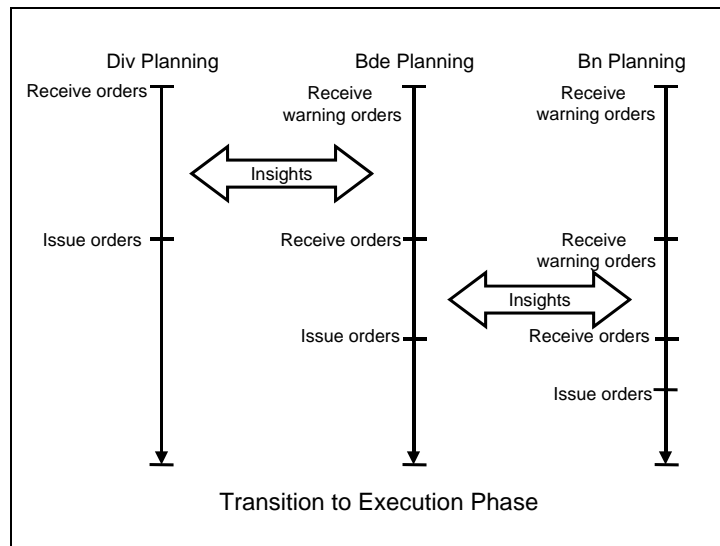 Div Planning
Bde Planning
Bn Planning
Receive orders
Receive
warning orders
Receive
warning orders
Insights
Issue orders
Receive orders
Receive
warning orders
Insights
Issue orders
Receive orders
Issue orders
Transition to Execution Phase